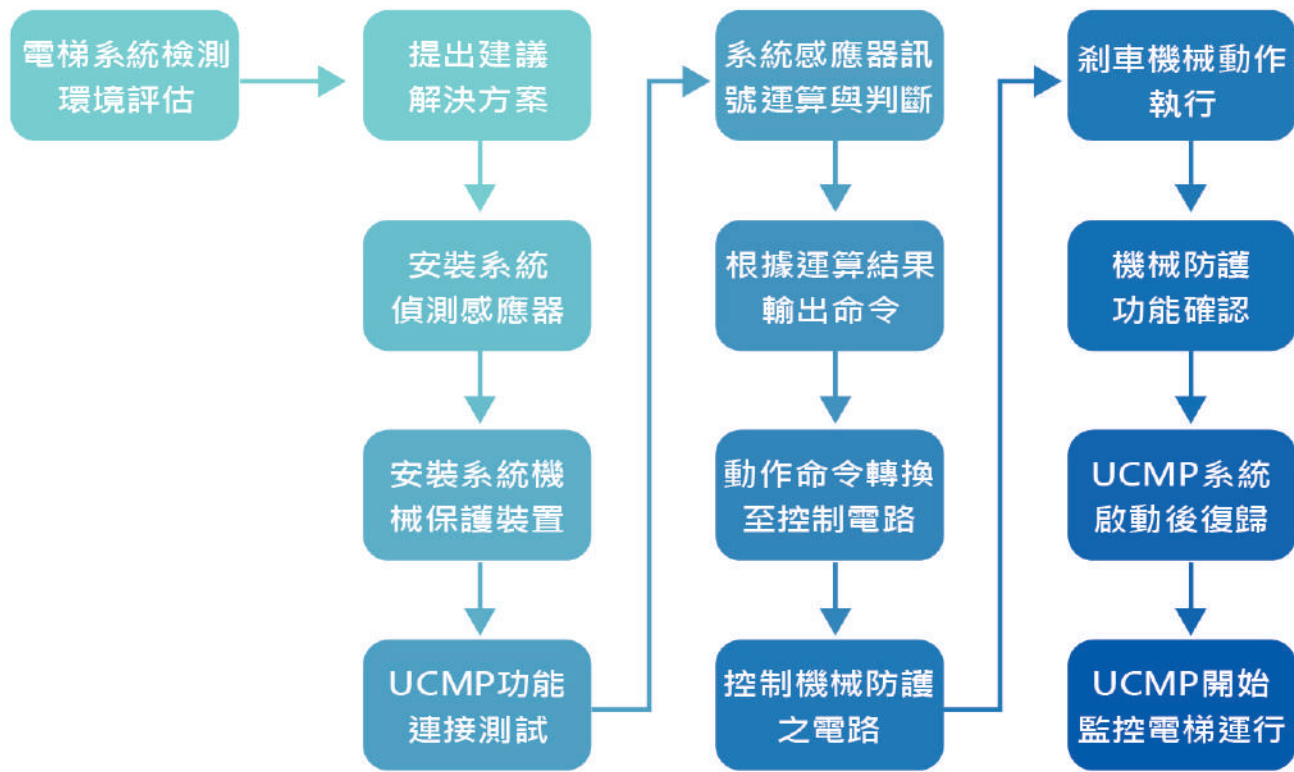 電梯系統檢測
環境評估
提出建議
解決方案
安裝系統
偵測感應器
安裝系統機
械保護裝置
UCMP功能
連接測試
系統感應器訊
號運算與判斷
根據運算結果
輸出命令
動作命令轉換
至控制電路
控制機械防護
之電路
剎車機械動作
執行
機械防護
功能確認
UCMP系統
啟動後復歸
UCMP開始
監控電梯運行